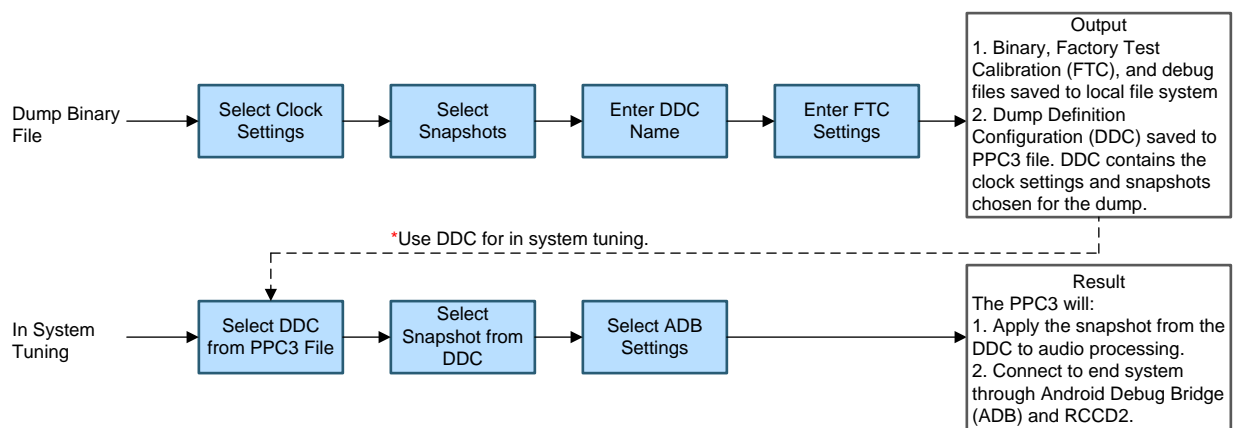 Dump Binary
File
Select Clock
Settings
Select
Snapshots
Enter DDC
Name
Enter FTC
Settings
Output
1. Binary, Factory Test
Calibration (FTC), and debug
files saved to local file system
2. Dump Definition
Configuration (DDC) saved to
PPC3 file. DDC contains the
clock settings and snapshots
chosen for the dump.
*Use DDC for in system tuning.
In System
Tuning
Select DDC
from PPC3 File
Select
Snapshot from
DDC
Select ADB
Settings
Result
The PPC3 will:
1. Apply the snapshot from the
DDC to audio processing.
2. Connect to end system
through Android Debug Bridge
(ADB) and RCCD2.